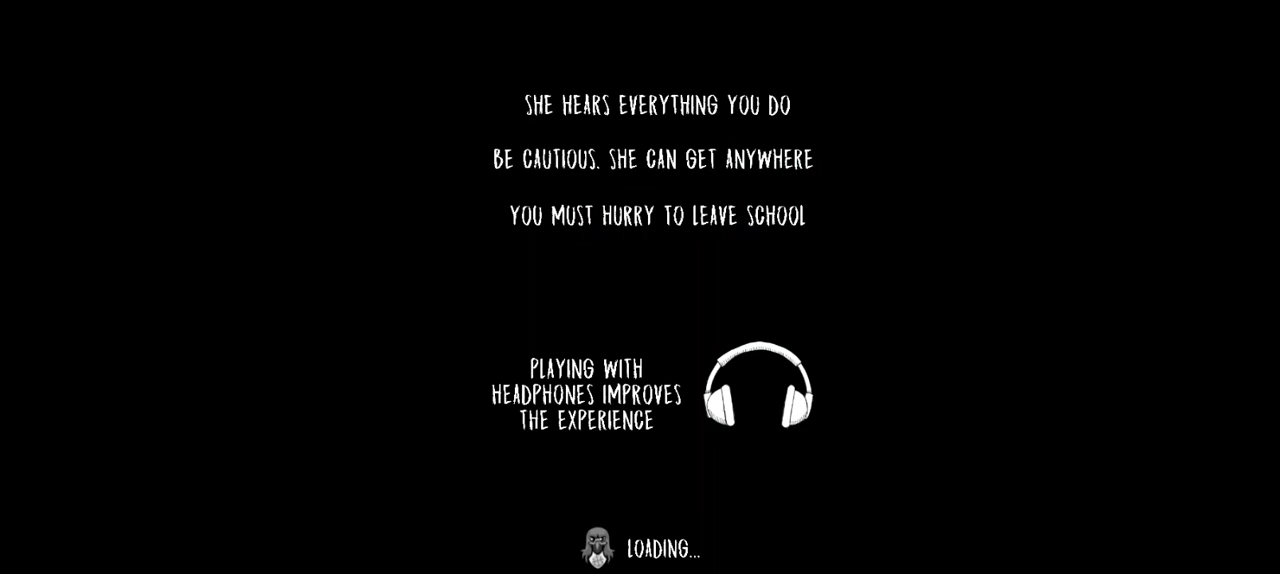 SHE HEARS EVERYTHING YOU DO
BE CAUTIOUS. SHE CAN GET ANYWHERE
YOU MUST HURRY TO LEAVE SCHOOL
PLAYING WITH
HEADPHONES IMPROVES
THE EXPERIENCE
LOADING...